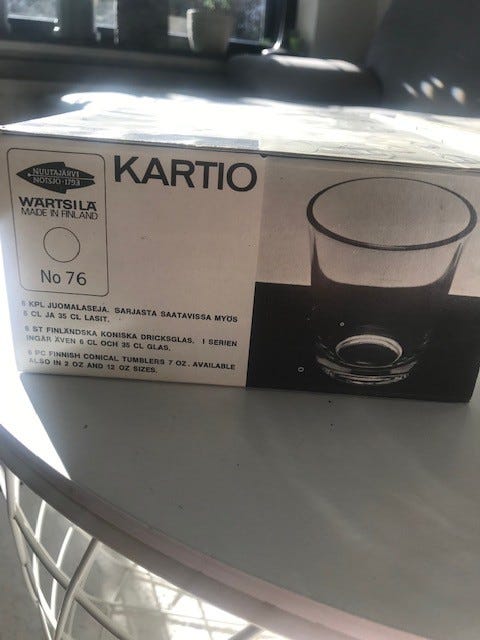 NUUTAJÄRVI
NOTSJÖ·1793
WÄRTSILÄ
MADE IN FINLAND
No 76
KARTIO
6 KPL JUOMALASEJA. SARJASTA SAATAVISSA MYÖS
6 CL JA 35 CL LASIT.
6 ST FINLÄNDSKA KONISKA DRICKSGLAS. I SERIEN
INGÅR ÄVEN 6 CL OCH 35 CL GLAS.
6 PC FINNISH CONICAL TUMBLERS 7 OZ. AVAILABLE
ALSO IN 2 OZ AND 12 OZ SIZES.